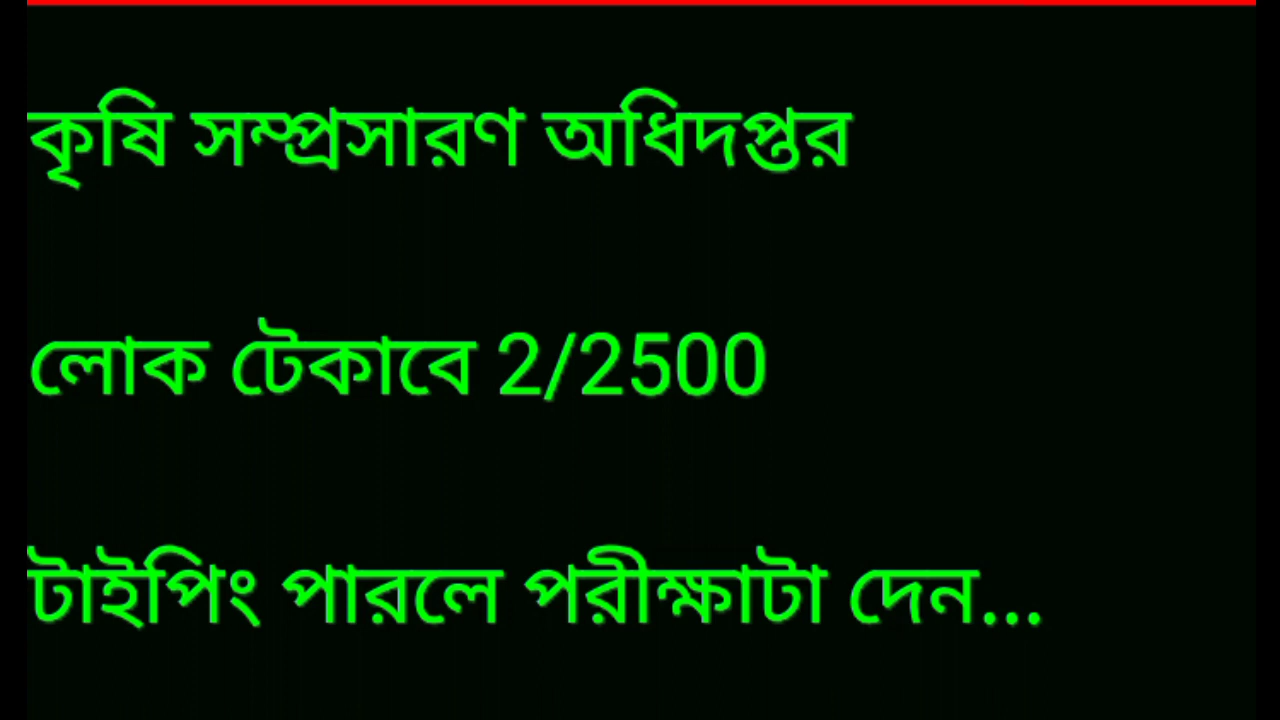 কৃষি সম্প্রসারণ অধিদপ্তর
লোক টেকাবে 2/2500
টাইপিং পারলে পরীক্ষাটা দেন...